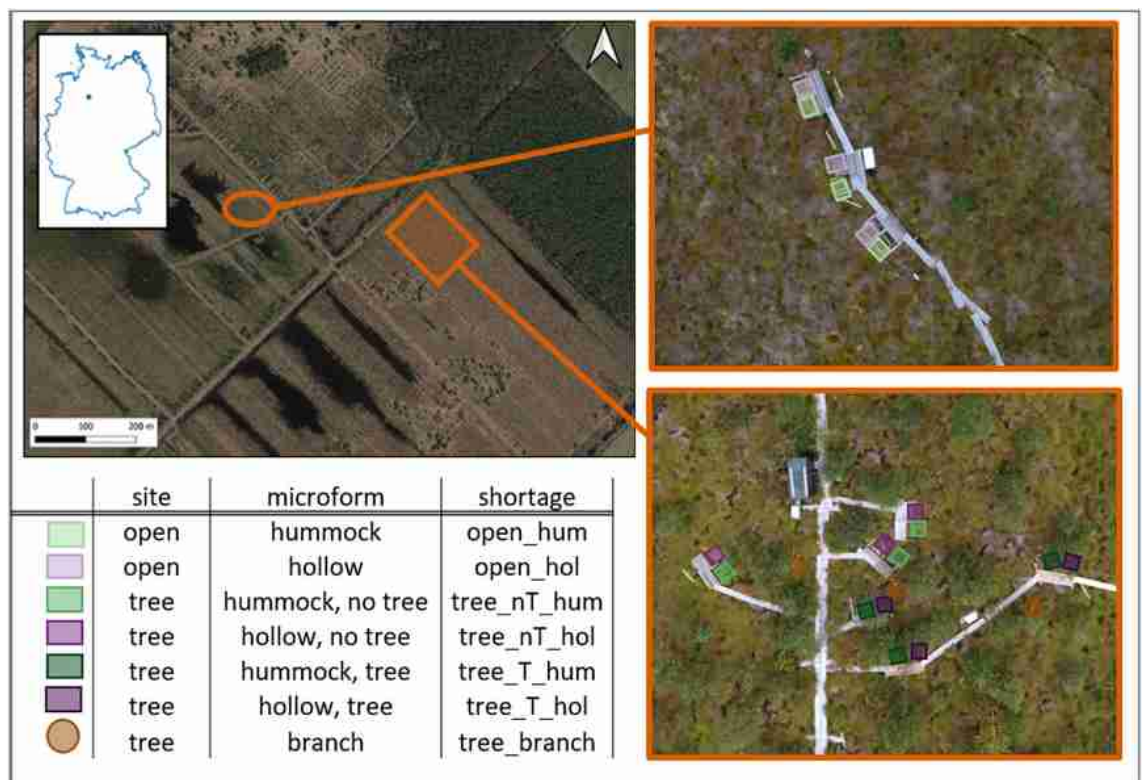 0 100 200 m
site microform shortage
open hummock open_hum
open hollow open_hol
tree hummock, no tree tree_nT_hum
tree hollow, no tree tree_nT_hol
tree hummock, tree tree_T_hum
tree hollow, tree tree_T_hol
tree branch tree_branch